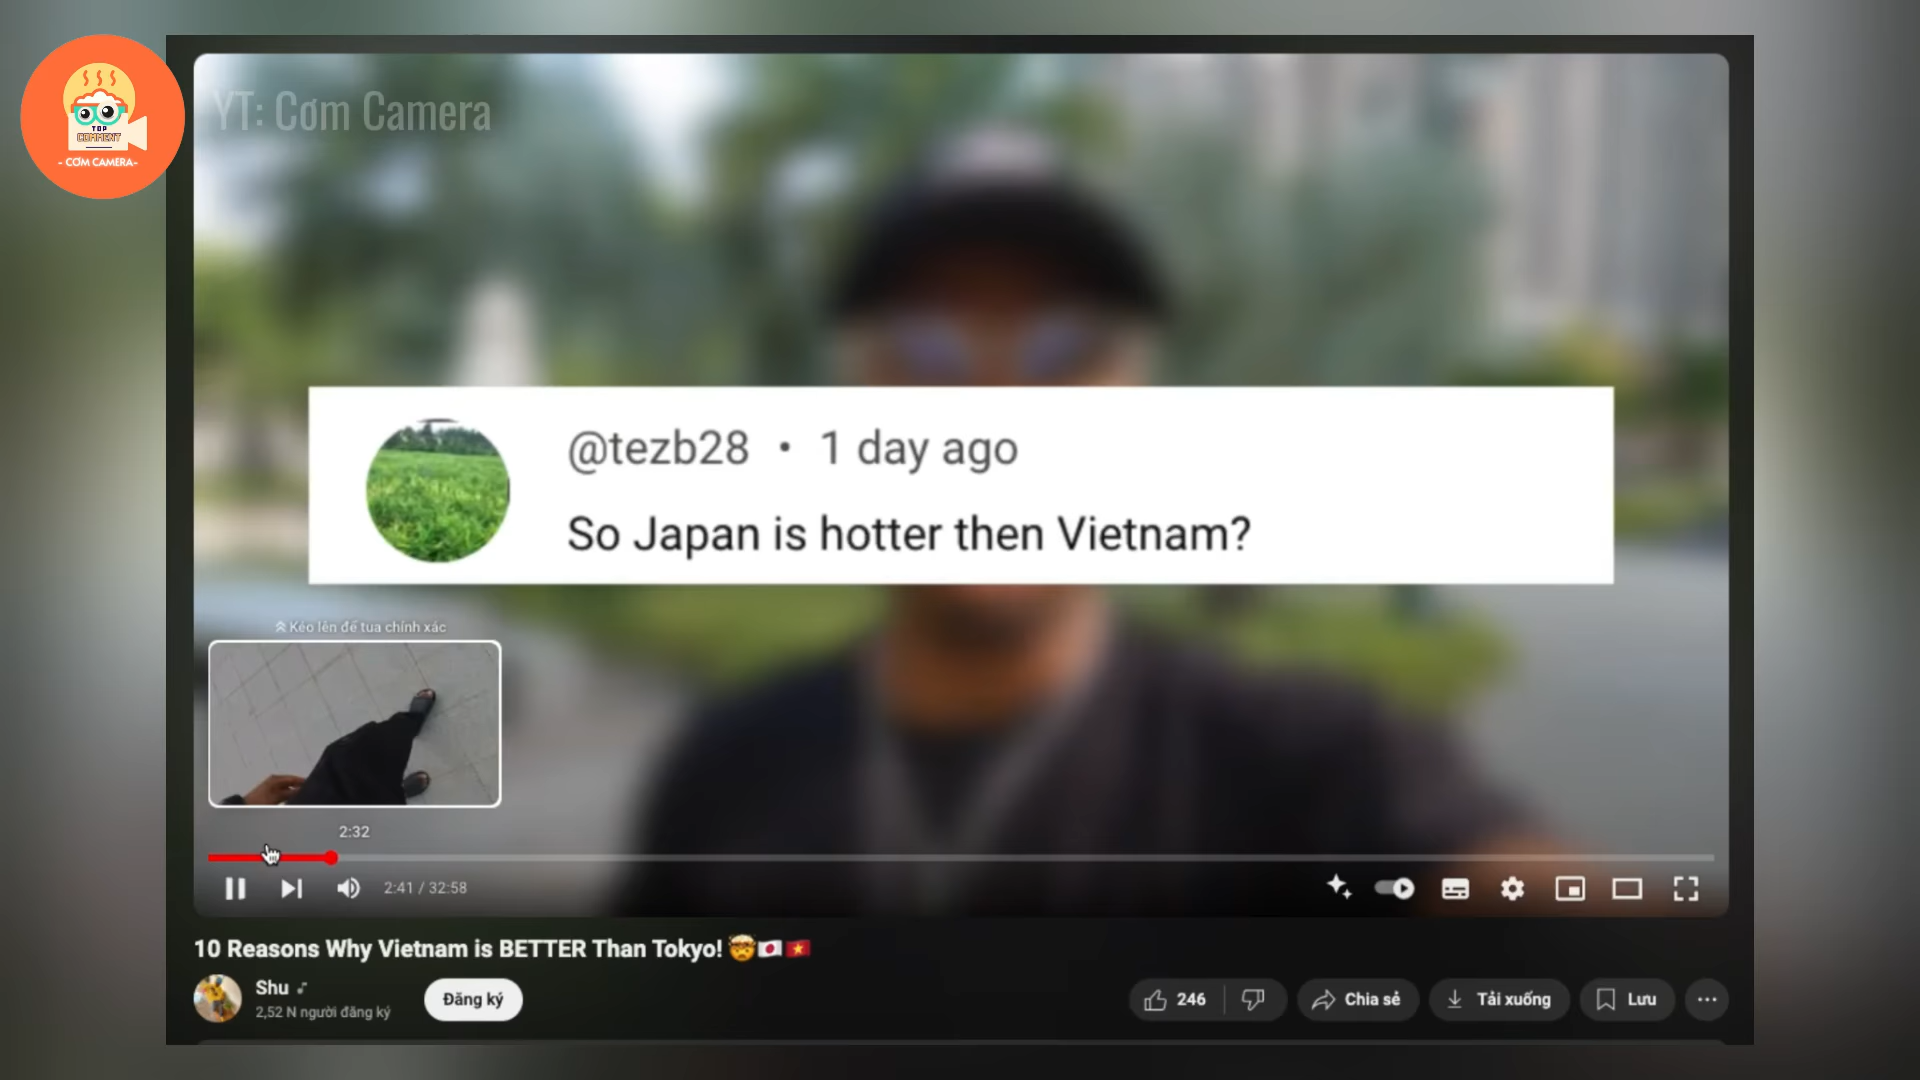 TOP
COMMENT
- CƠM CAMERA-
YT: Cơm Camera
@tezb28 • 1 day ago
So Japan is hotter then Vietnam?
Kéo lên để tua chính xác
2:32
2:41 / 32:58
10 Reasons Why Vietnam is BETTER Than Tokyo! 🤯🇯🇵🇻🇳
Shu
2,52 N người đăng ký
Đăng ký
246
Chia sẻ
Tải xuống
Lưu